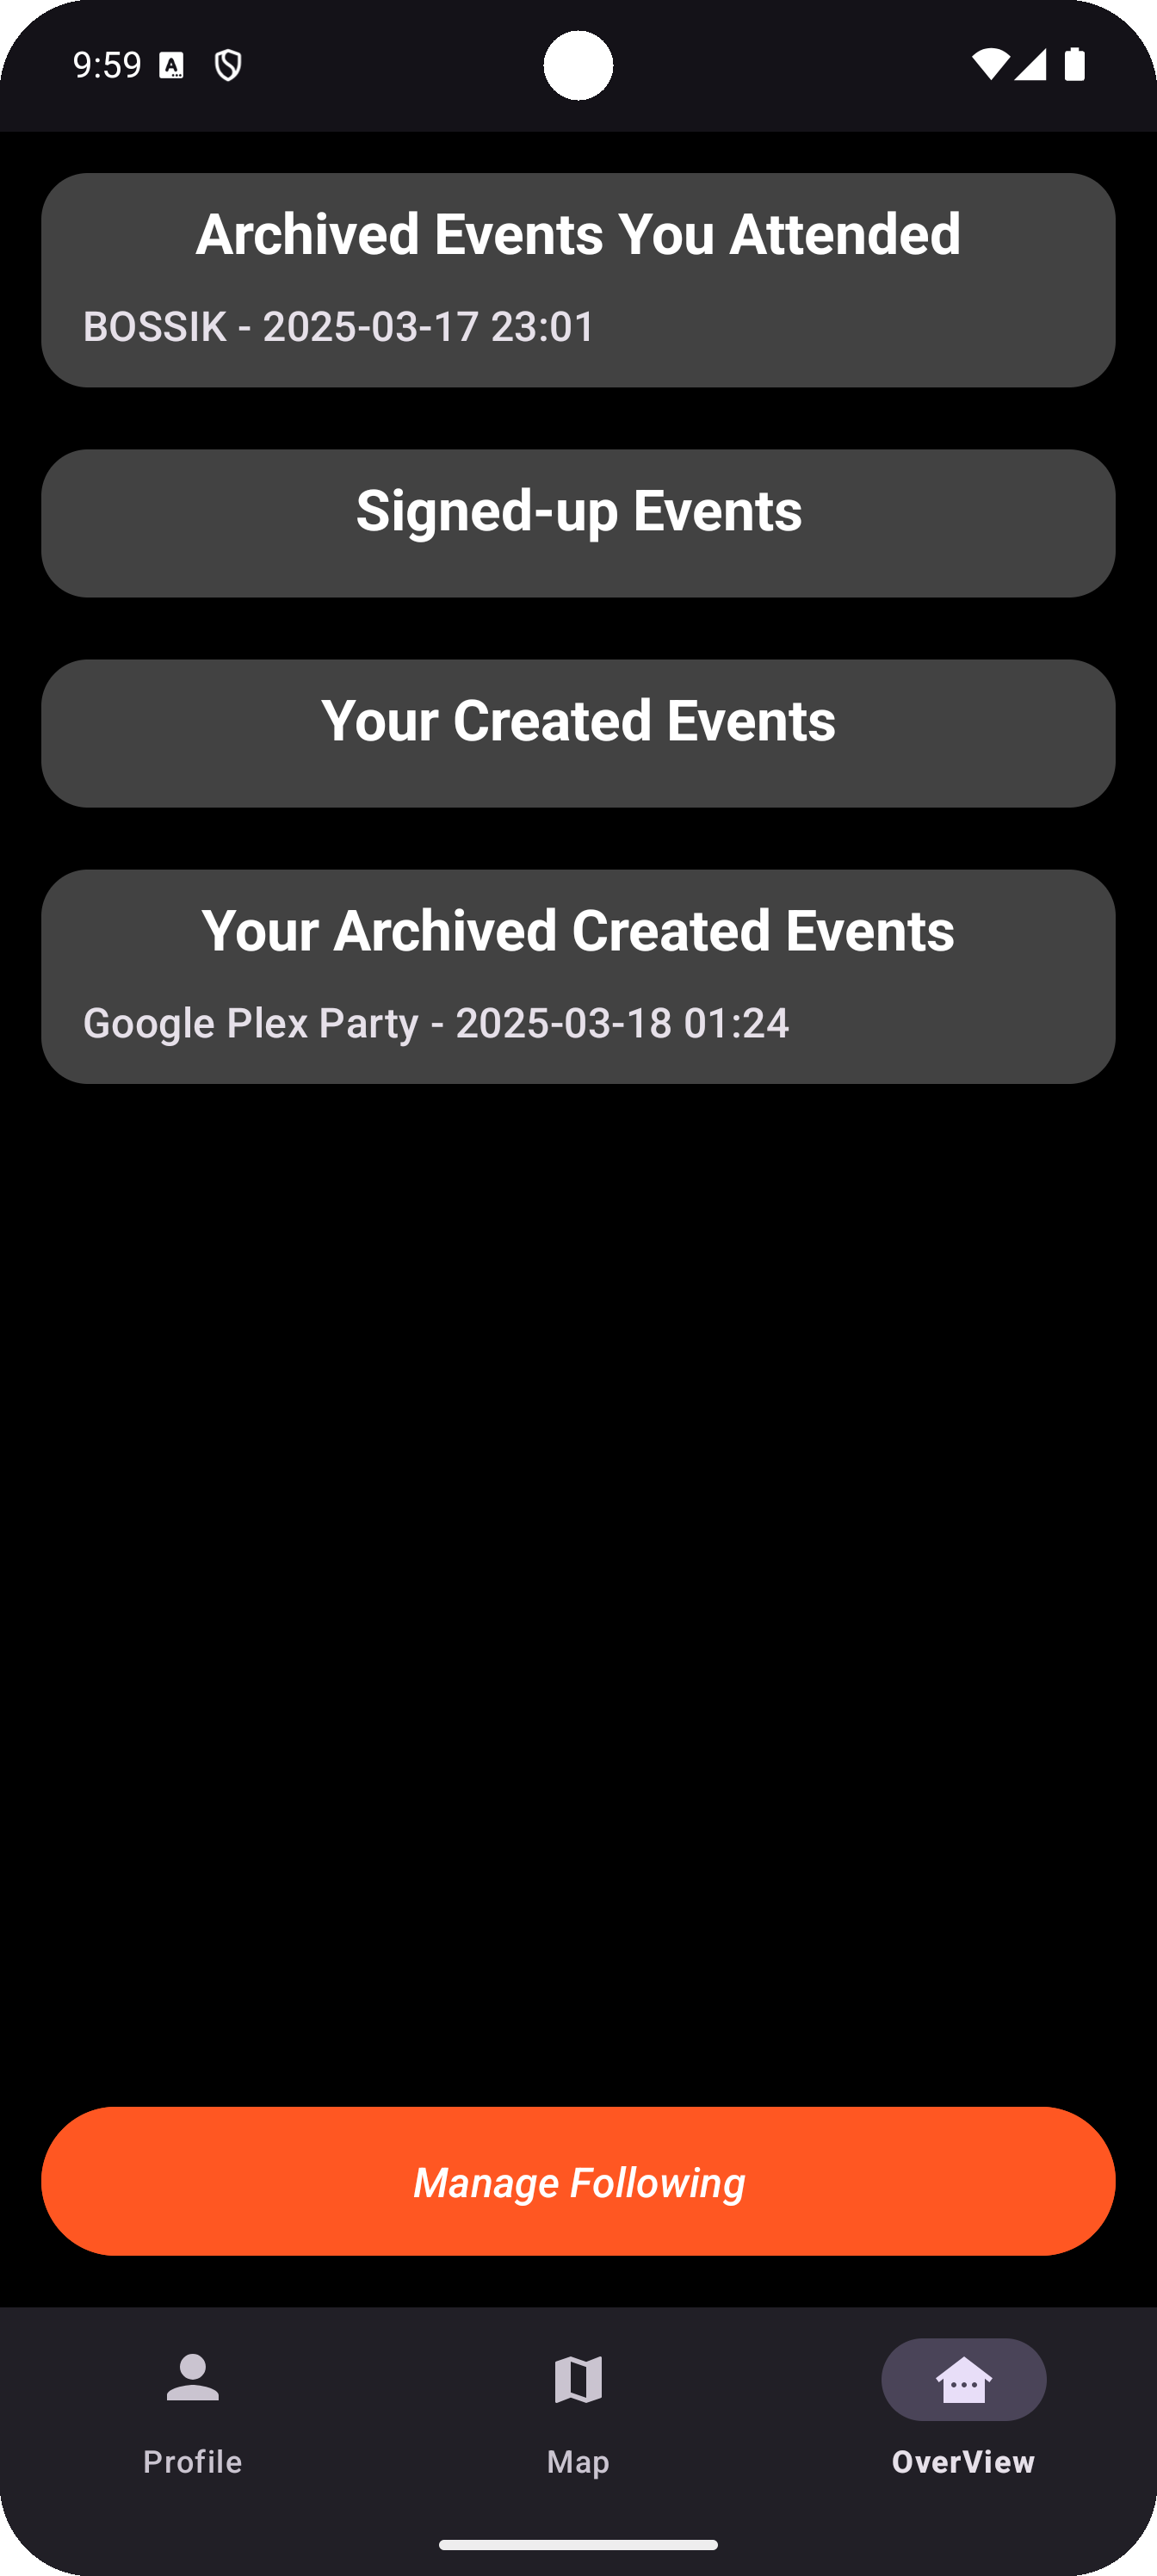 9:59
Archived Events You Attended
BOSSIK - 2025-03-17 23:01
Signed-up Events
Your Created Events
Your Archived Created Events
Google Plex Party - 2025-03-18 01:24
Manage Following
Profile
Map
OverView